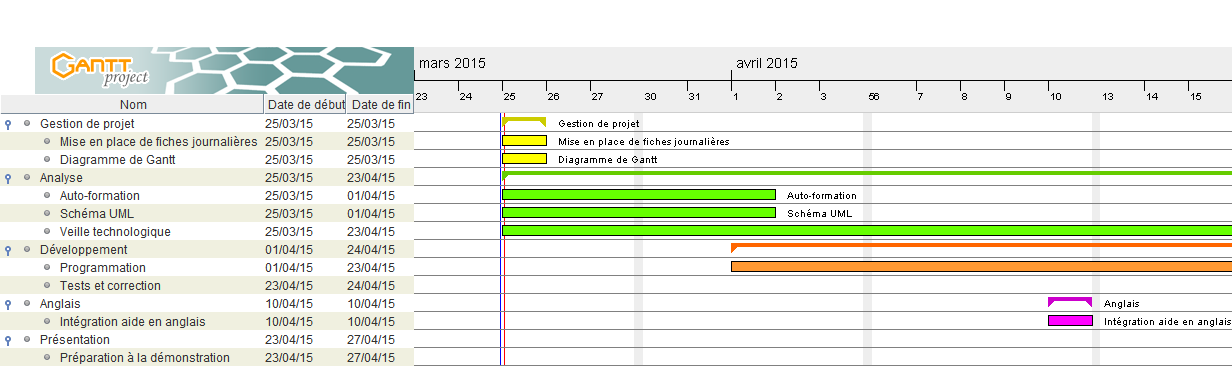 GANTT project
mars 2015
avril 2015
23 24 25 26 27 30 31 1 2 3 56 7 8 9 10 13 14 15
Nom Date de début Date de fin
Gestion de projet 25/03/15 25/03/15 Gestion de projet
Mise en place de fiches journalières 25/03/15 25/03/15 Mise en place de fiches journalières
Diagramme de Gantt 25/03/15 25/03/15 Diagramme de Gantt
Analyse 25/03/15 23/04/15
Auto-formation 25/03/15 01/04/15 Auto-formation
Schéma UML 25/03/15 01/04/15 Schéma UML
Veille technologique 25/03/15 23/04/15
Développement 01/04/15 24/04/15
Programmation 01/04/15 23/04/15
Tests et correction 23/04/15 24/04/15
Anglais 10/04/15 10/04/15 Anglais
Intégration aide en anglais 10/04/15 10/04/15 Intégration aide en anglais
Présentation 23/04/15 27/04/15
Préparation à la démonstration 23/04/15 27/04/15